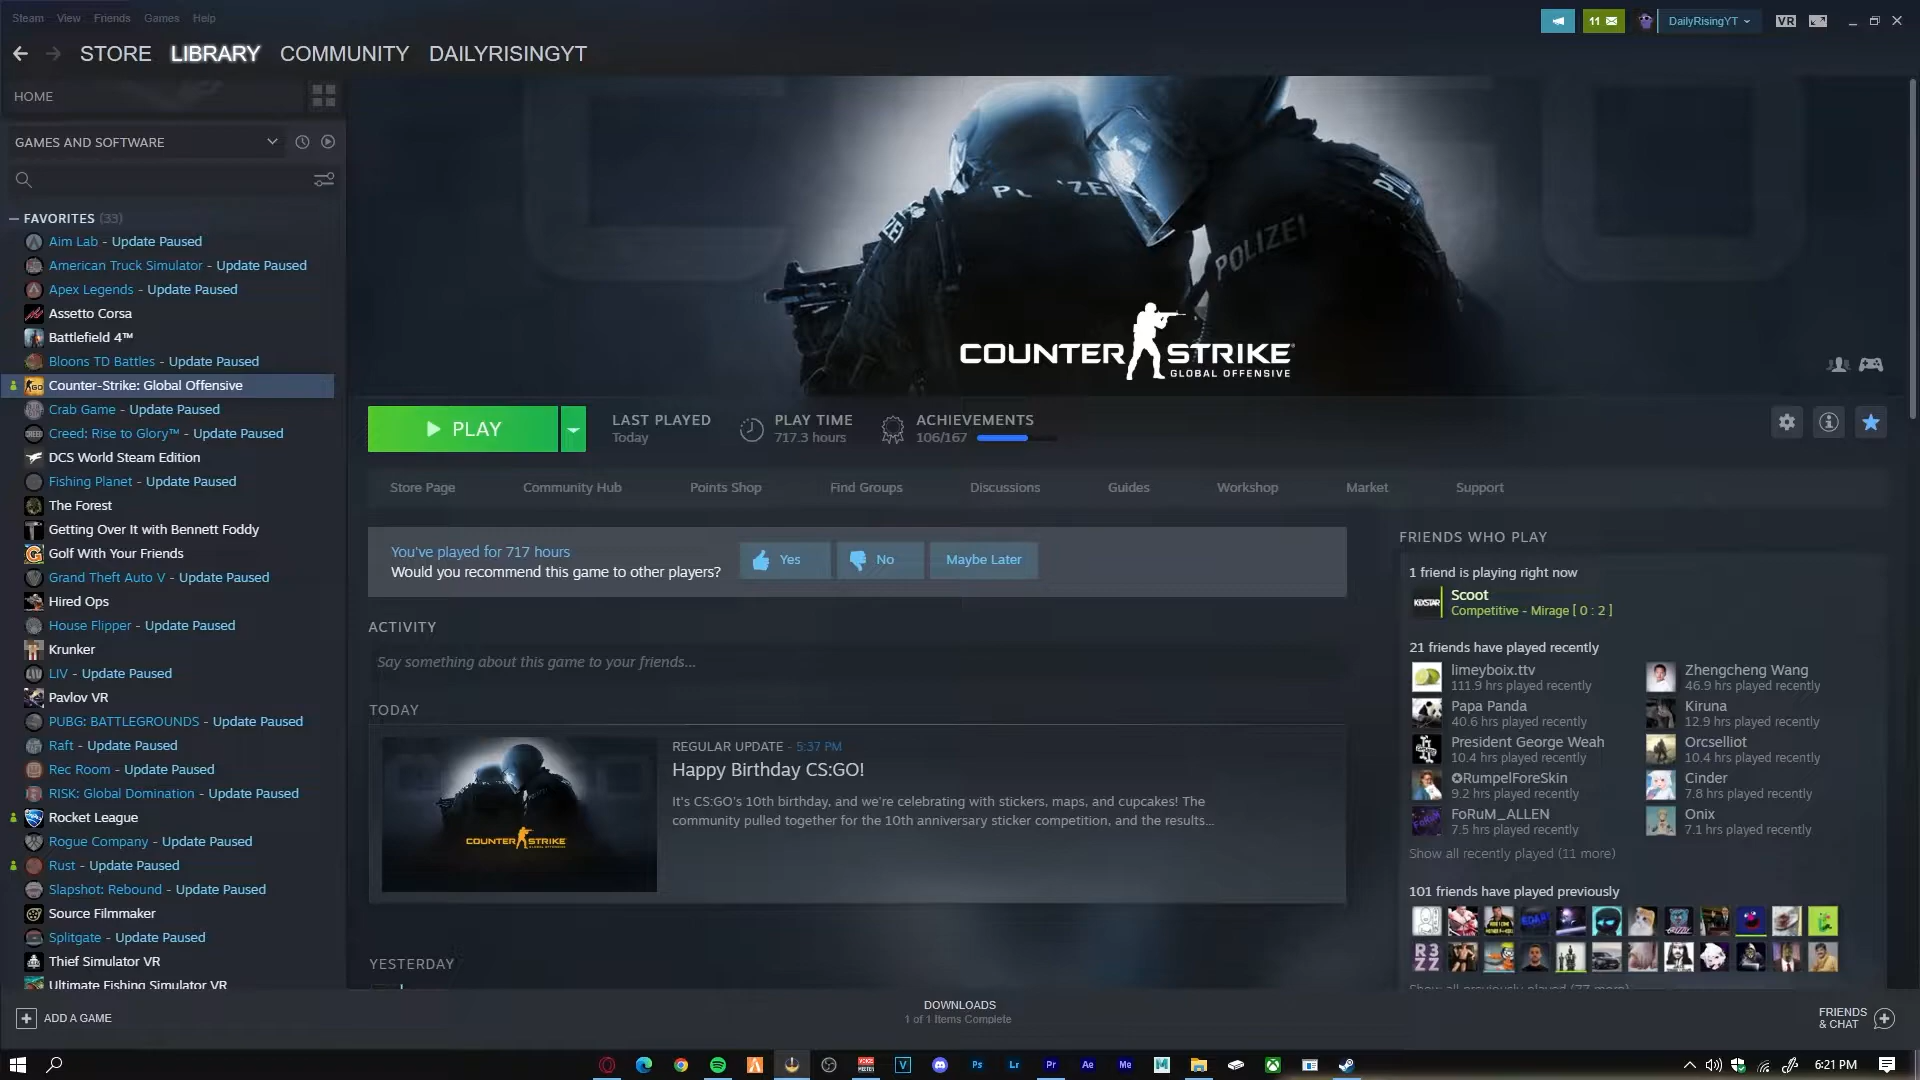 Steam View Friends Games Help
11
DailyRisingYT
VR
STORE LIBRARY COMMUNITY DAILYRISINGYT
HOME
GAMES AND SOFTWARE
FAVORITES (33)
Aim Lab - Update Paused
American Truck Simulator - Update Paused
Apex Legends - Update Paused
Assetto Corsa
Battlefield 4™
Bloons TD Battles - Update Paused
Counter-Strike: Global Offensive
Crab Game - Update Paused
Creed: Rise to Glory™ - Update Paused
DCS World Steam Edition
Fishing Planet - Update Paused
The Forest
Getting Over It with Bennett Foddy
Golf With Your Friends
Grand Theft Auto V - Update Paused
Hired Ops
House Flipper - Update Paused
Krunker
LIV - Update Paused
Pavlov VR
PUBG: BATTLEGROUNDS - Update Paused
Raft - Update Paused
Rec Room - Update Paused
RISK: Global Domination - Update Paused
Rocket League
Rogue Company - Update Paused
Rust - Update Paused
Slapshot: Rebound - Update Paused
Source Filmmaker
Splitgate - Update Paused
Thief Simulator VR
Ultimate Fishing Simulator VR
POLIZEI
COUNTER STRIKE
GLOBAL OFFENSIVE
PLAY
LAST PLAYED
Today
PLAY TIME
717.3 hours
ACHIEVEMENTS
106/167
Store Page Community Hub Points Shop Find Groups Discussions Guides Workshop Market Support
You've played for 717 hours
Would you recommend this game to other players?
Yes No Maybe Later
ACTIVITY
Say something about this game to your friends...
TODAY
COUNTER STRIKE
REGULAR UPDATE - 5:37 PM
Happy Birthday CS:GO!
It's CS:GO's 10th birthday, and we're celebrating with stickers, maps, and cupcakes! The
community pulled together for the 10th anniversary sticker competition, and the results...
YESTERDAY
FRIENDS WHO PLAY
1 friend is playing right now
Scoot
Competitive - Mirage [ 0 : 2 ]
21 friends have played recently
limeyboix.ttv
111.9 hrs played recently
Zhengcheng Wang
46.9 hrs played recently
Papa Panda
40.6 hrs played recently
Kiruna
12.9 hrs played recently
President George Weah
10.4 hrs played recently
Orcselliot
10.4 hrs played recently
✪RumpelForeSkin
9.2 hrs played recently
Cinder
7.8 hrs played recently
FoRuM_ALLEN
7.5 hrs played recently
Onix
7.1 hrs played recently
Show all recently played (11 more)
101 friends have played previously
R3
ZZ
Show all previously played (77 more)
ADD A GAME
DOWNLOADS
1 of 1 Items Complete
FRIENDS
& CHAT
V Ps Lr Pr Ae Me M
6:21 PM